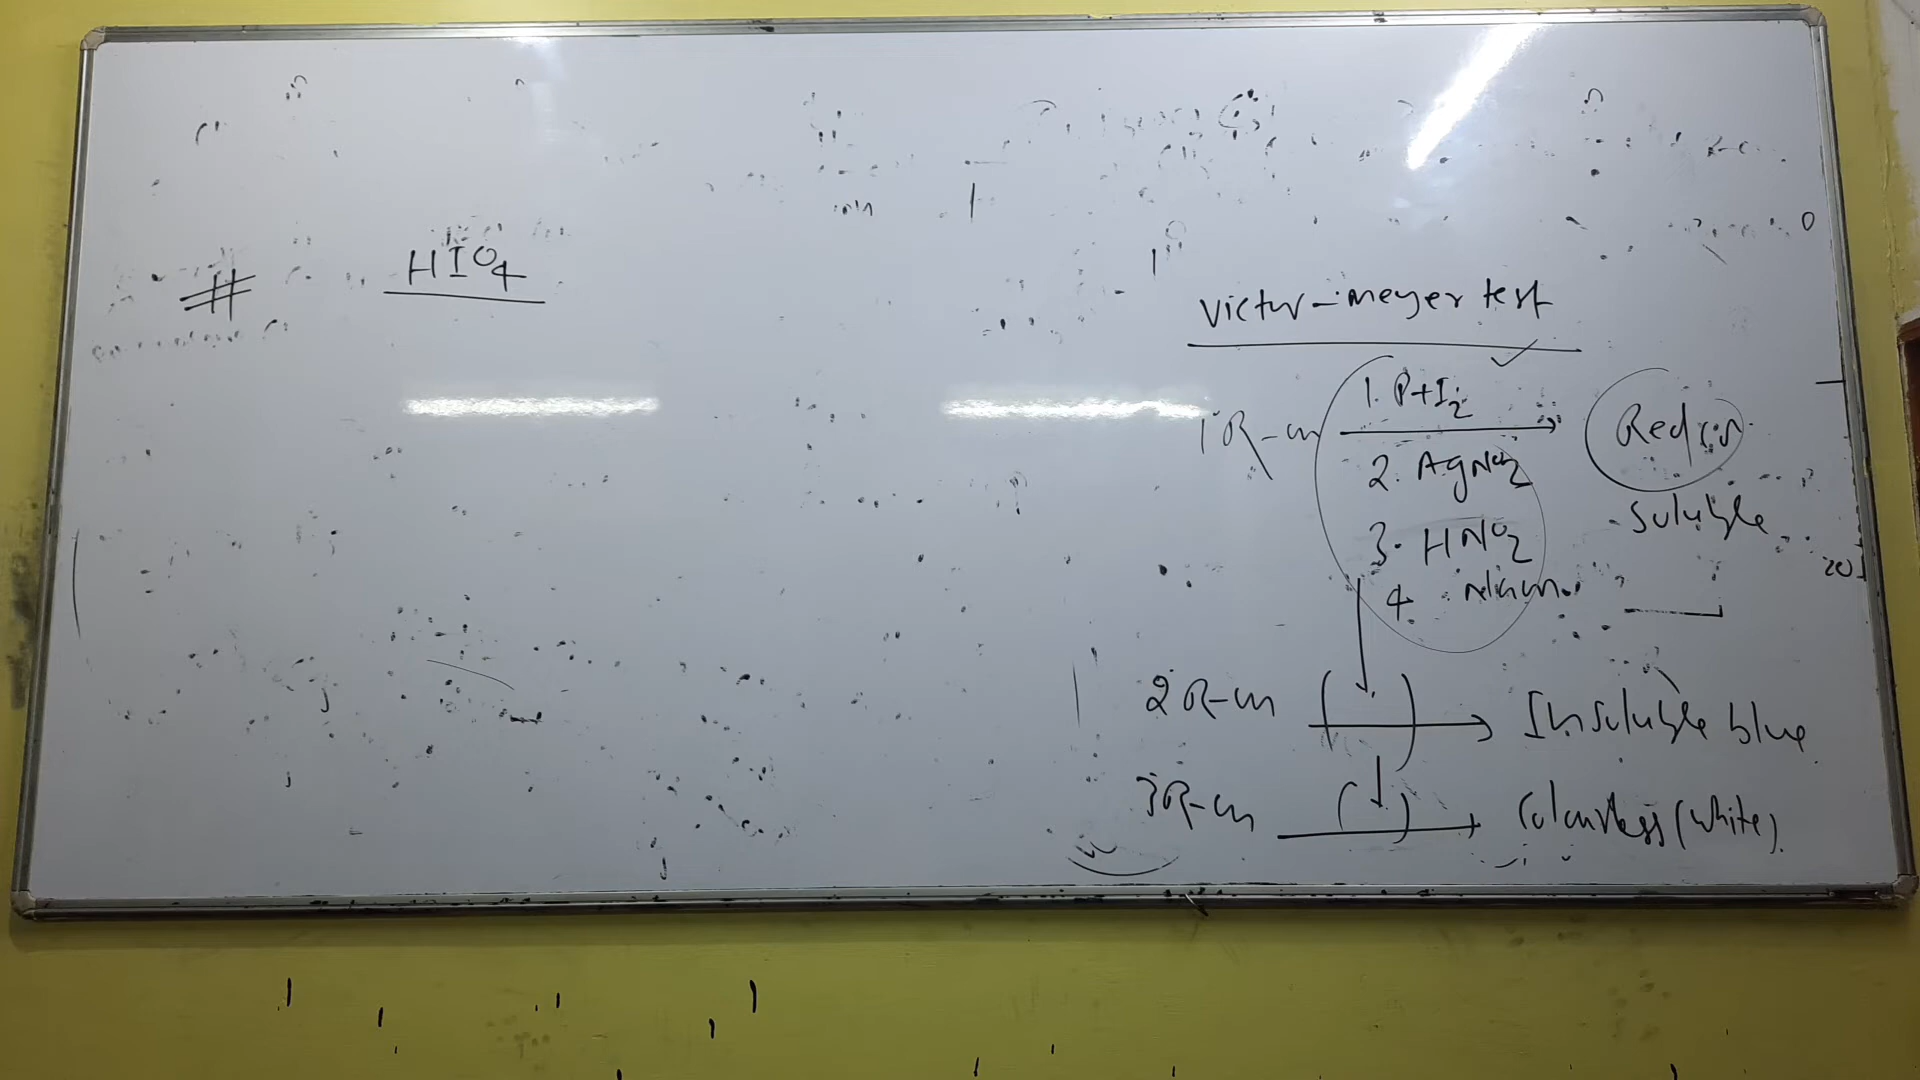 # HIO4
Victor-meyer test
1. P+I2
1° R-OH Red
2. AgNO2
soluble
3. HNO2
4.
2° R-OH ( ) Insoluble blue
3° R-OH ( ) Colourless (white).